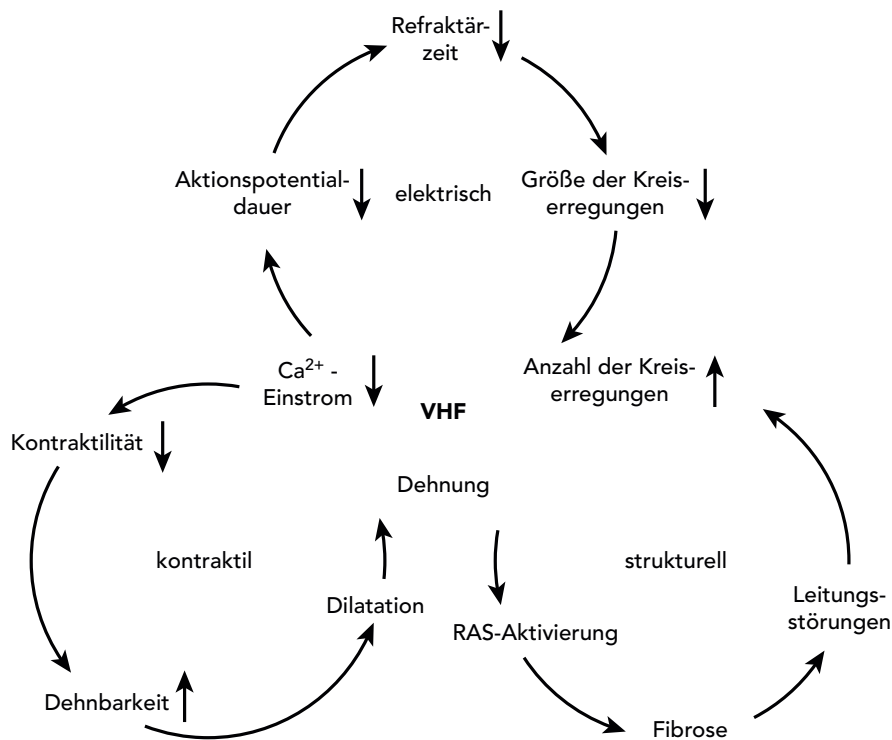 Refraktär-
zeit
Aktionspotential-
dauer
elektrisch
Größe der Kreis-
erregungen
Ca²⁺ -
Einstrom
Anzahl der Kreis-
erregungen
VHF
Kontraktilität
Dehnung
kontraktil
strukturell
Dilatation
RAS-Aktivierung
Leitungs-
störungen
Dehnbarkeit
Fibrose